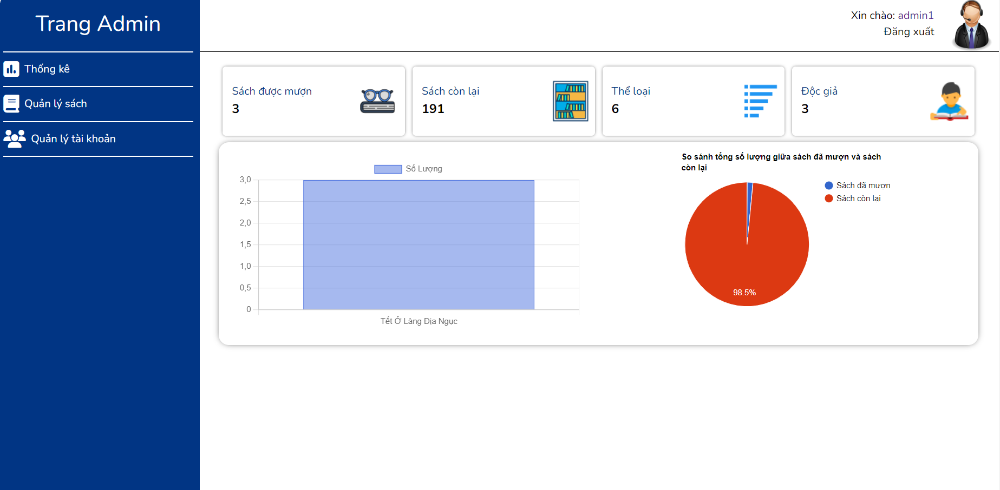 Trang Admin
Xin chào: admin1
Đăng xuất
Thống kê
Quản lý sách
Quản lý tài khoản
Sách được mượn
3
Sách còn lại
191
Thể loại
6
Độc giả
3
Số Lượng
3,0
2,5
2,0
1,5
1,0
0,5
0
Tết Ở Làng Địa Ngục
So sánh tổng số lượng giữa sách đã mượn và sách
còn lại
Sách đã mượn
Sách còn lại
98.5%